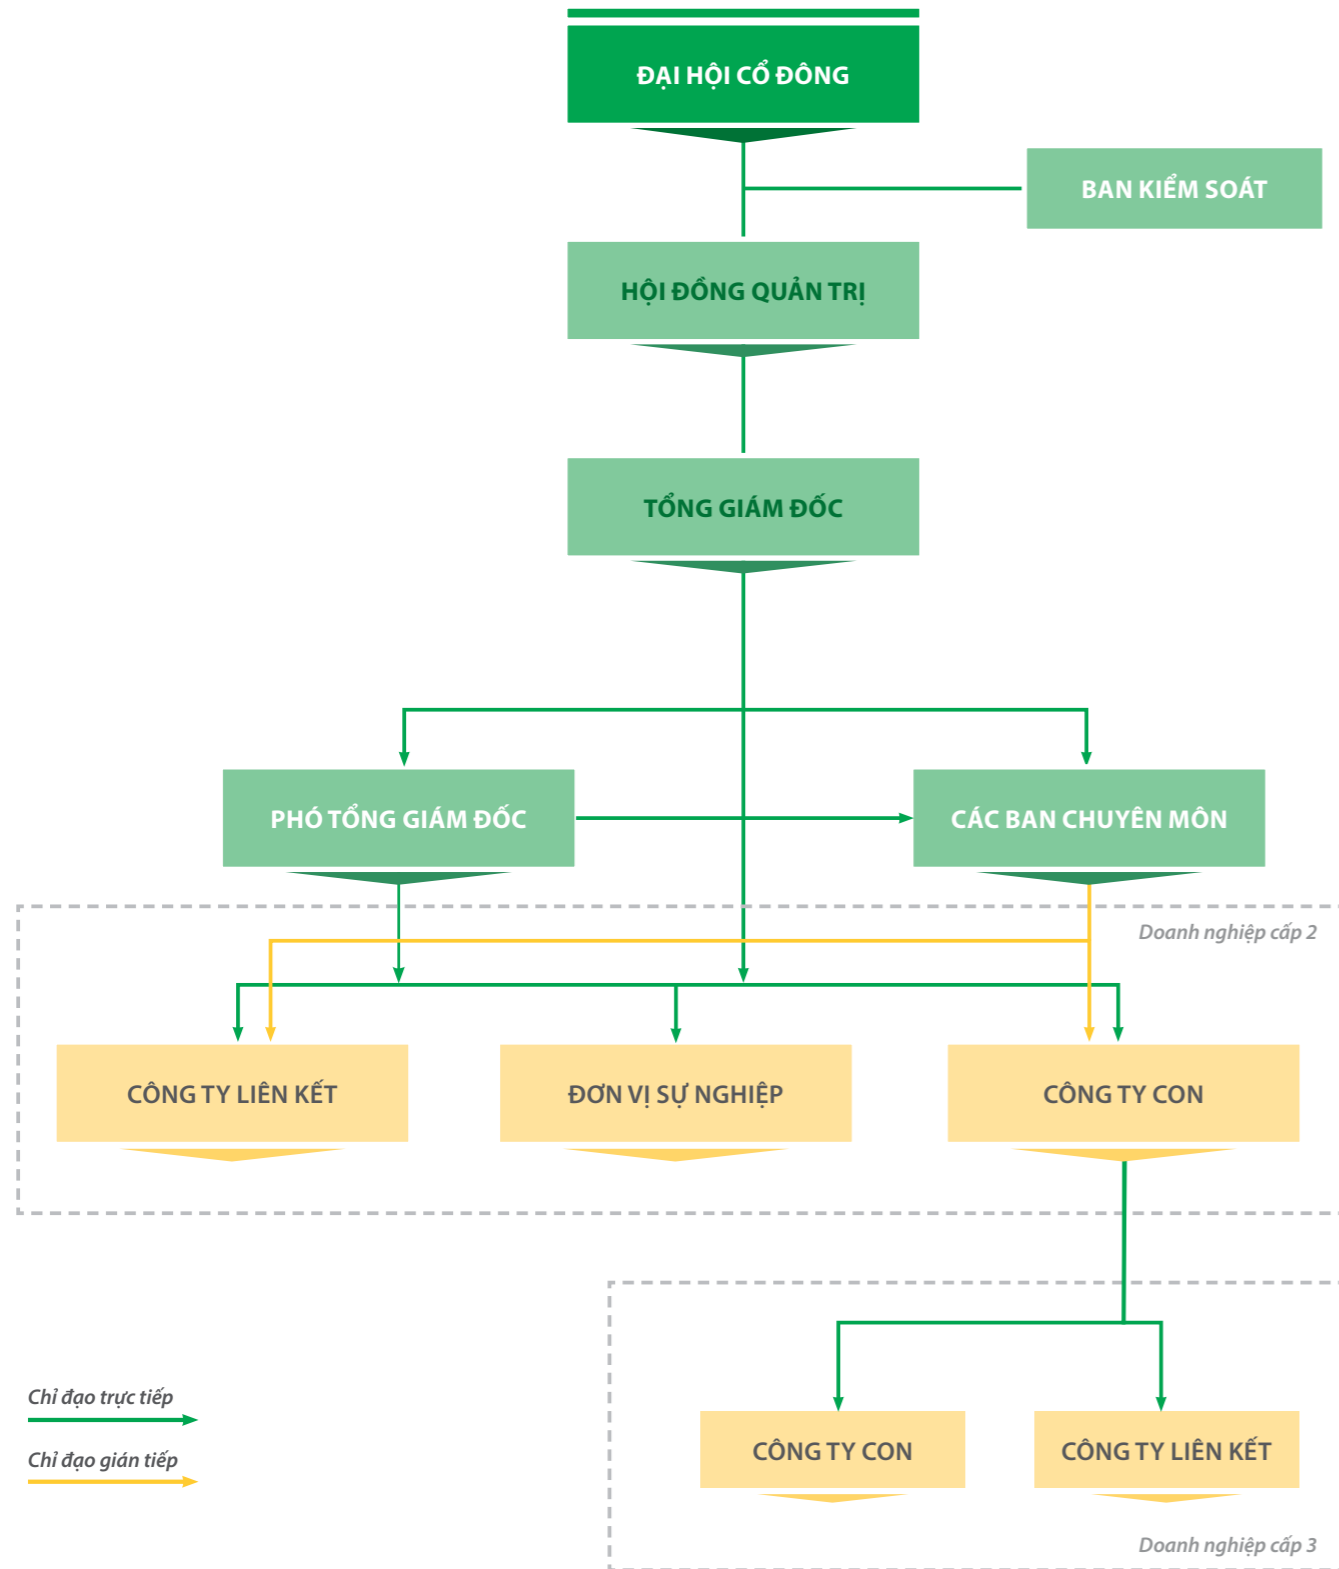 ĐẠI HỘI CỔ ĐÔNG
BAN KIỂM SOÁT
HỘI ĐỒNG QUẢN TRỊ
TỔNG GIÁM ĐỐC
PHÓ TỔNG GIÁM ĐỐC
CÁC BAN CHUYÊN MÔN
Doanh nghiệp cấp 2
CÔNG TY LIÊN KẾT
ĐƠN VỊ SỰ NGHIỆP
CÔNG TY CON
Chỉ đạo trực tiếp
Chỉ đạo gián tiếp
CÔNG TY CON
CÔNG TY LIÊN KẾT
Doanh nghiệp cấp 3